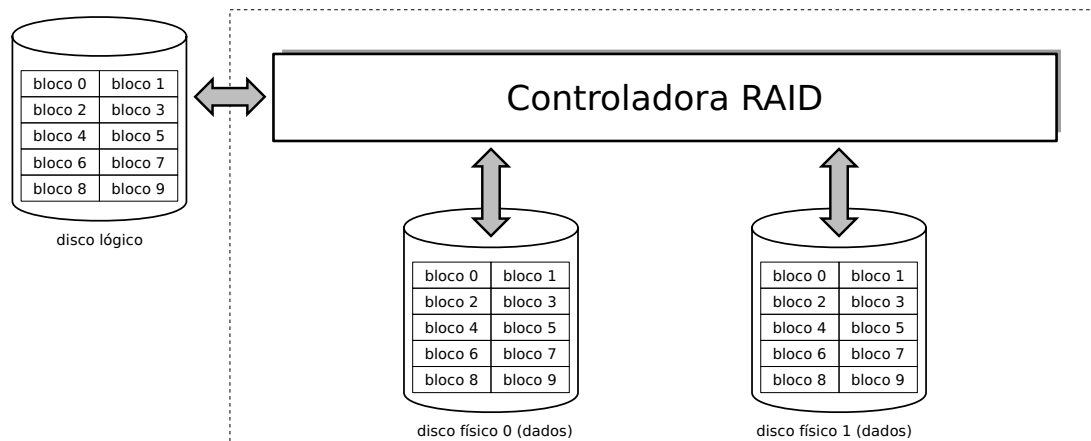 Controladora RAID
bloco 0 bloco 1
bloco 2 bloco 3
bloco 4 bloco 5
bloco 6 bloco 7
bloco 8 bloco 9
disco lógico
bloco 0 bloco 1
bloco 2 bloco 3
bloco 4 bloco 5
bloco 6 bloco 7
bloco 8 bloco 9
disco físico 0 (dados)
bloco 0 bloco 1
bloco 2 bloco 3
bloco 4 bloco 5
bloco 6 bloco 7
bloco 8 bloco 9
disco físico 1 (dados)